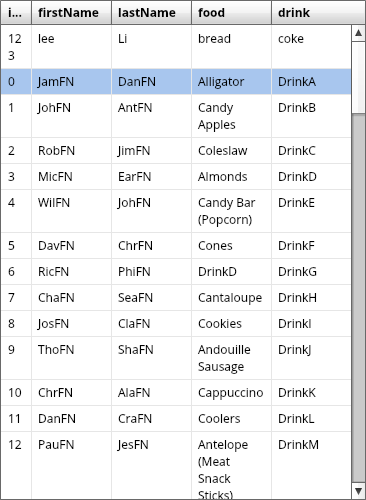 i... firstName lastName food drink
12 lee Li bread coke
3
0 JamFN DanFN Alligator DrinkA
1 JohFN AntFN Candy DrinkB
Apples
2 RobFN JimFN Coleslaw DrinkC
3 MicFN EarFN Almonds DrinkD
4 WilFN JohFN Candy Bar DrinkE
(Popcorn)
5 DavFN ChrFN Cones DrinkF
6 RicFN PhiFN DrinkD DrinkG
7 ChaFN SeaFN Cantaloupe DrinkH
8 JosFN ClaFN Cookies DrinkI
9 ThoFN ShaFN Andouille DrinkJ
Sausage
10 ChrFN AlaFN Cappuccino DrinkK
11 DanFN CraFN Coolers DrinkL
12 PauFN JesFN Antelope DrinkM
(Meat
Snack
Sticks)